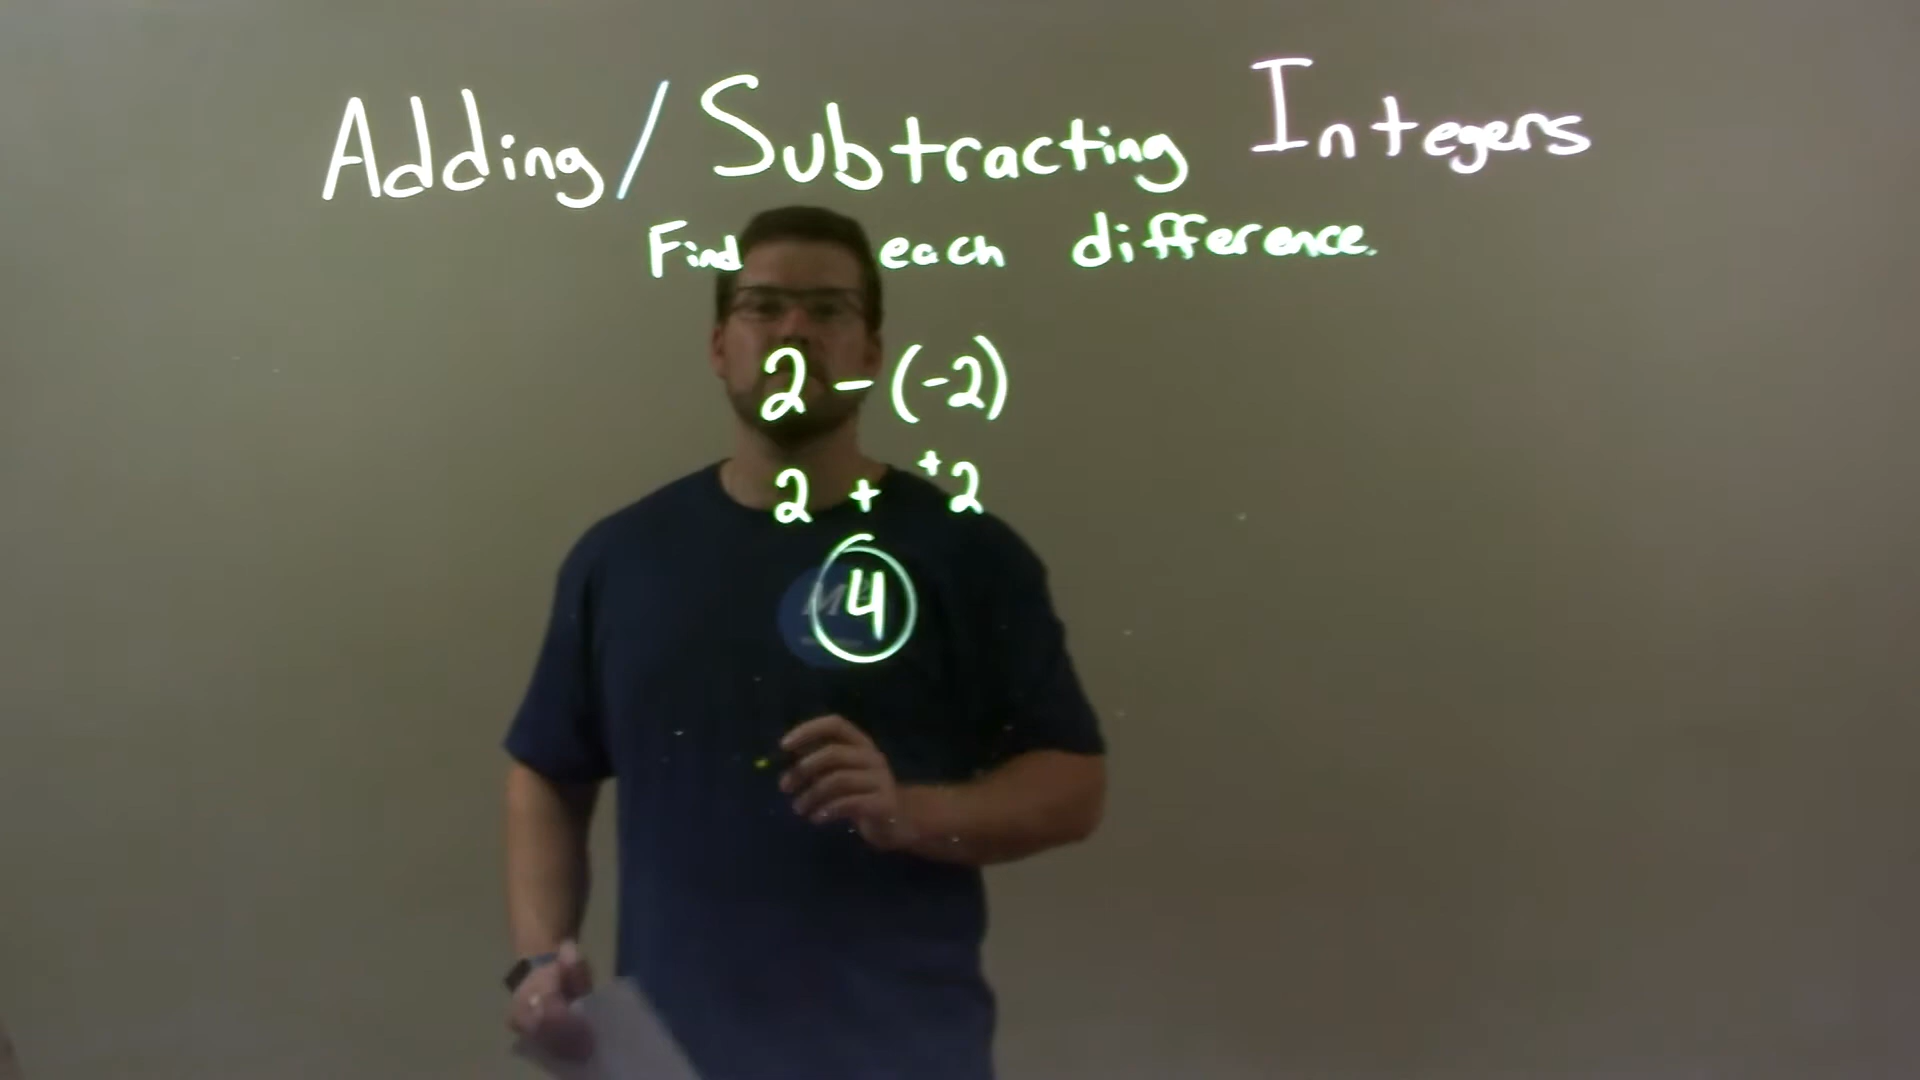 Adding/Subtracting Integers
Find each difference.
2 - (-2)
2 + +2
4